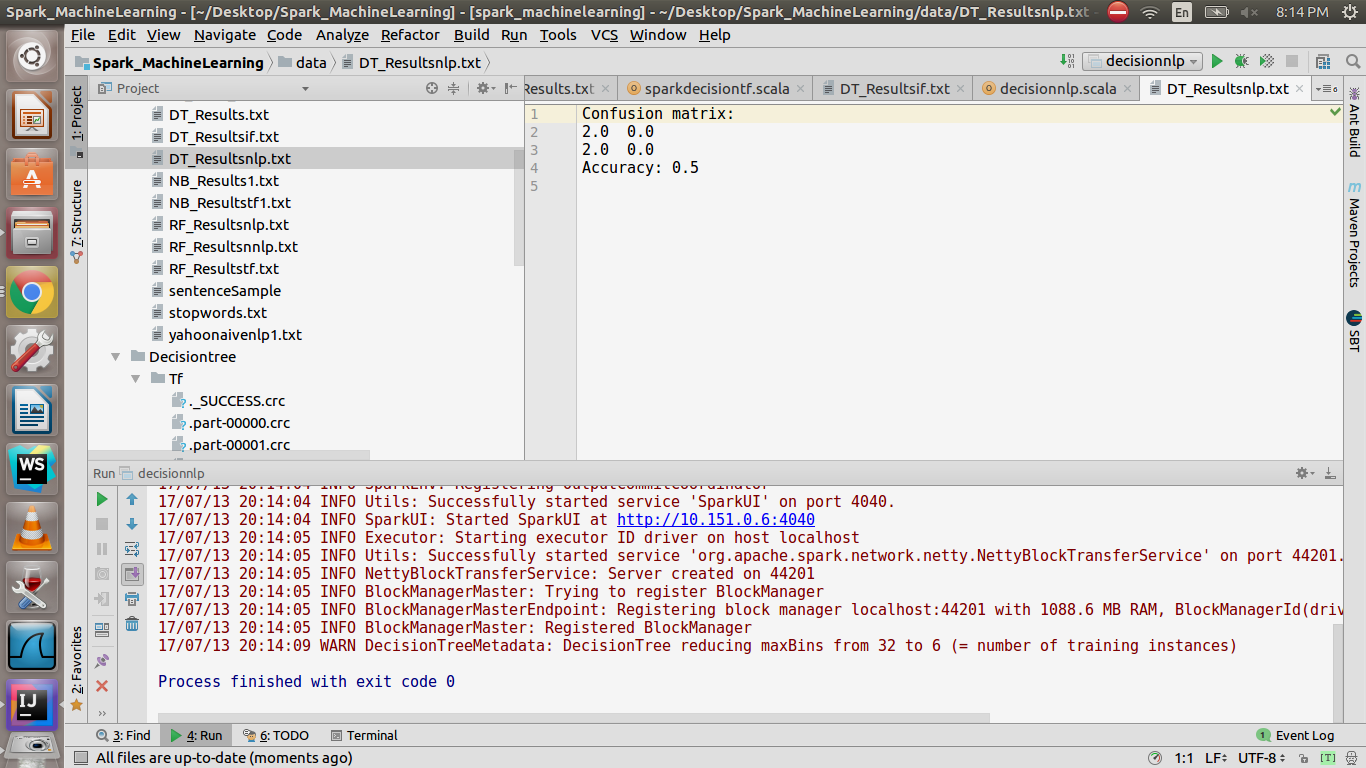 Spark_MachineLearning - [~/Desktop/Spark_MachineLearning] - [spark_machinelearning] - ~/Desktop/Spark_MachineLearning/data/DT_Resultsnlp.txt -
En
8:14 PM
File Edit View Navigate Code Analyze Refactor Build Run Tools VCS Window Help
Spark_MachineLearning data DT_Resultsnlp.txt
decisionnlp
Project
Results.txt sparkdecisiontf.scala DT_Resultsif.txt decisionnlp.scala DT_Resultsnlp.txt
1: Project
7: Structure
2: Favorites
DT_Results.txt
DT_Resultsif.txt
DT_Resultsnlp.txt
NB_Results1.txt
NB_Resultstf1.txt
RF_Resultsnlp.txt
RF_Resultsnnlp.txt
RF_Resultstf.txt
sentenceSample
stopwords.txt
yahoonaivenlp1.txt
Decisiontree
Tf
._SUCCESS.crc
.part-00000.crc
.part-00001.crc
1 Confusion matrix:
2 2.0 0.0
3 2.0 0.0
4 Accuracy: 0.5
5
Ant Build
m Maven Projects
SBT
Run decisionnlp
17/07/13 20:14:04 INFO SparkEnv: Registering OutputCommitCoordinator
17/07/13 20:14:04 INFO Utils: Successfully started service 'SparkUI' on port 4040.
17/07/13 20:14:04 INFO SparkUI: Started SparkUI at http://10.151.0.6:4040
17/07/13 20:14:05 INFO Executor: Starting executor ID driver on host localhost
17/07/13 20:14:05 INFO Utils: Successfully started service 'org.apache.spark.network.netty.NettyBlockTransferService' on port 44201.
17/07/13 20:14:05 INFO NettyBlockTransferService: Server created on 44201
17/07/13 20:14:05 INFO BlockManagerMaster: Trying to register BlockManager
17/07/13 20:14:05 INFO BlockManagerMasterEndpoint: Registering block manager localhost:44201 with 1088.6 MB RAM, BlockManagerId(driv
17/07/13 20:14:05 INFO BlockManagerMaster: Registered BlockManager
17/07/13 20:14:09 WARN DecisionTreeMetadata: DecisionTree reducing maxBins from 32 to 6 (= number of training instances)
Process finished with exit code 0
WS
IJ
3: Find 4: Run 6: TODO Terminal
1 Event Log
All files are up-to-date (moments ago)
1:1 LF UTF-8 [T]